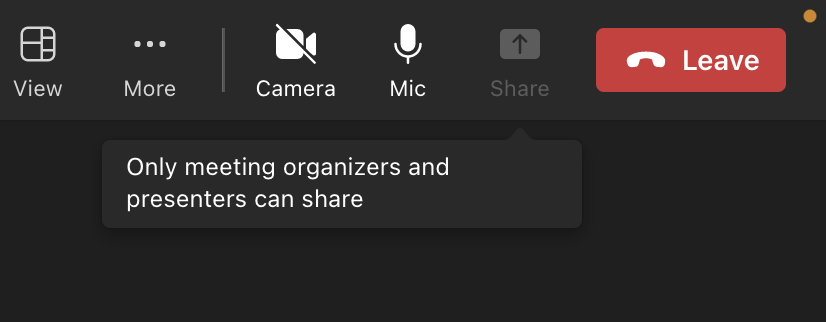 View
More
Camera
Mic
Share
Leave
Only meeting organizers and
presenters can share